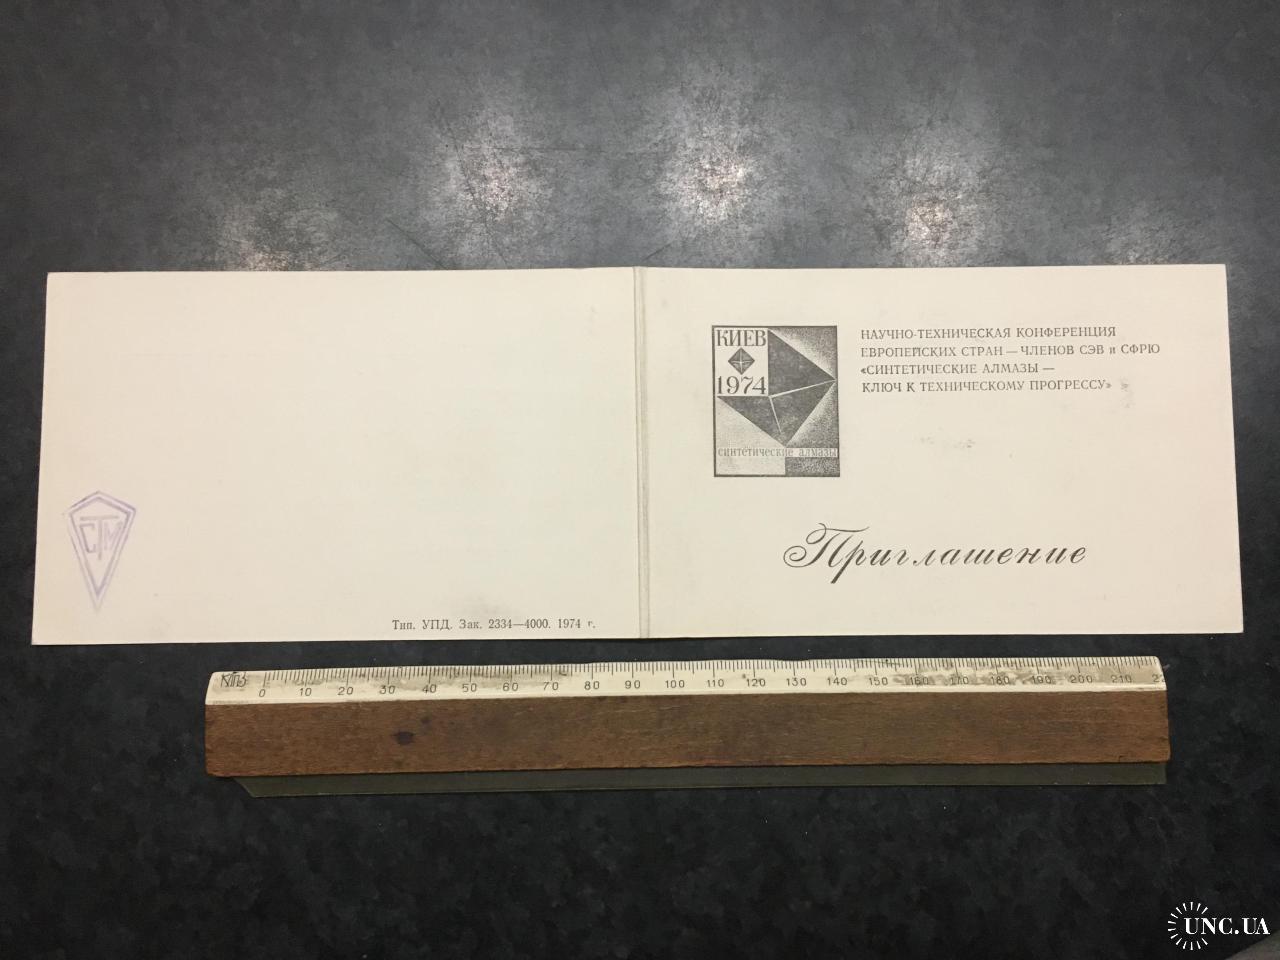 КИЕВ
1974
синтетические алмазы
НАУЧНО-ТЕХНИЧЕСКАЯ КОНФЕРЕНЦИЯ
ЕВРОПЕЙСКИХ СТРАН — ЧЛЕНОВ СЭВ и СФРЮ
«СИНТЕТИЧЕСКИЕ АЛМАЗЫ —
КЛЮЧ К ТЕХНИЧЕСКОМУ ПРОГРЕССУ»
Приглашение
СТМ
Тип. УПД. Зак. 2334—4000. 1974 г.
0 10 20 30 40 50 60 70 80 90 100 110 120 130 140 150 160 170 180 190 200 210
UNC.UA